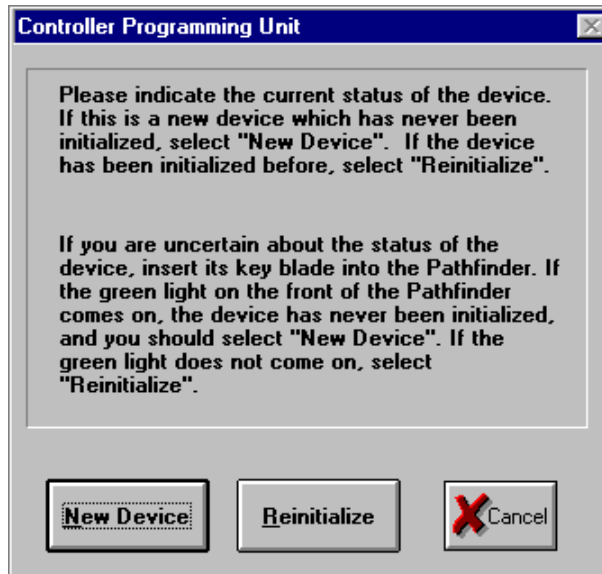 Controller Programming Unit
Please indicate the current status of the device.
If this is a new device which has never been
initialized, select "New Device".  If the device
has been initialized before, select "Reinitialize".
If you are uncertain about the status of the
device, insert its key blade into the Pathfinder. If
the green light on the front of the Pathfinder
comes on, the device has never been initialized,
and you should select "New Device". If the
green light does not come on, select
"Reinitialize".
New Device
Reinitialize
Cancel